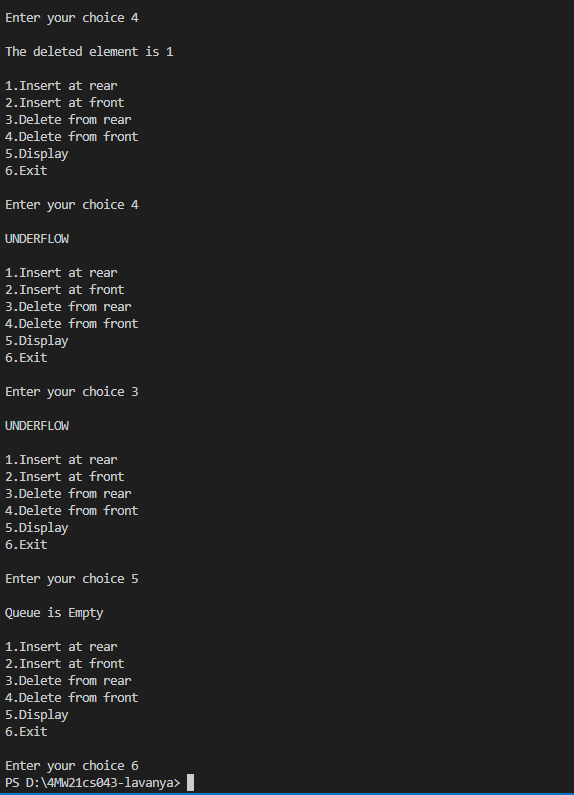 Enter your choice 4
The deleted element is 1
1.Insert at rear
2.Insert at front
3.Delete from rear
4.Delete from front
5.Display
6.Exit
Enter your choice 4
UNDERFLOW
1.Insert at rear
2.Insert at front
3.Delete from rear
4.Delete from front
5.Display
6.Exit
Enter your choice 3
UNDERFLOW
1.Insert at rear
2.Insert at front
3.Delete from rear
4.Delete from front
5.Display
6.Exit
Enter your choice 5
Queue is Empty
1.Insert at rear
2.Insert at front
3.Delete from rear
4.Delete from front
5.Display
6.Exit
Enter your choice 6
PS D:\4MW21cs043-lavanya>